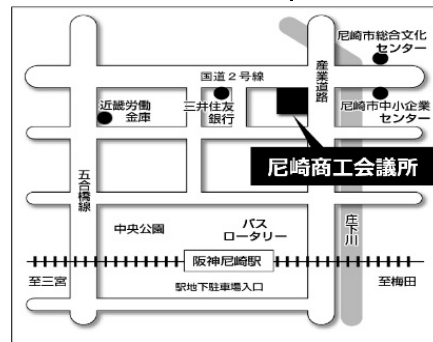 尼崎市総合文化
センター
国道2号線
産業道路
近畿労働
金庫
三井住友
銀行
尼崎市中小企業
センター
尼崎商工会議所
五合橋線
中央公園
バス
ロータリー
庄下川
阪神尼崎駅
至三宮
駅地下駐車場入口
至梅田